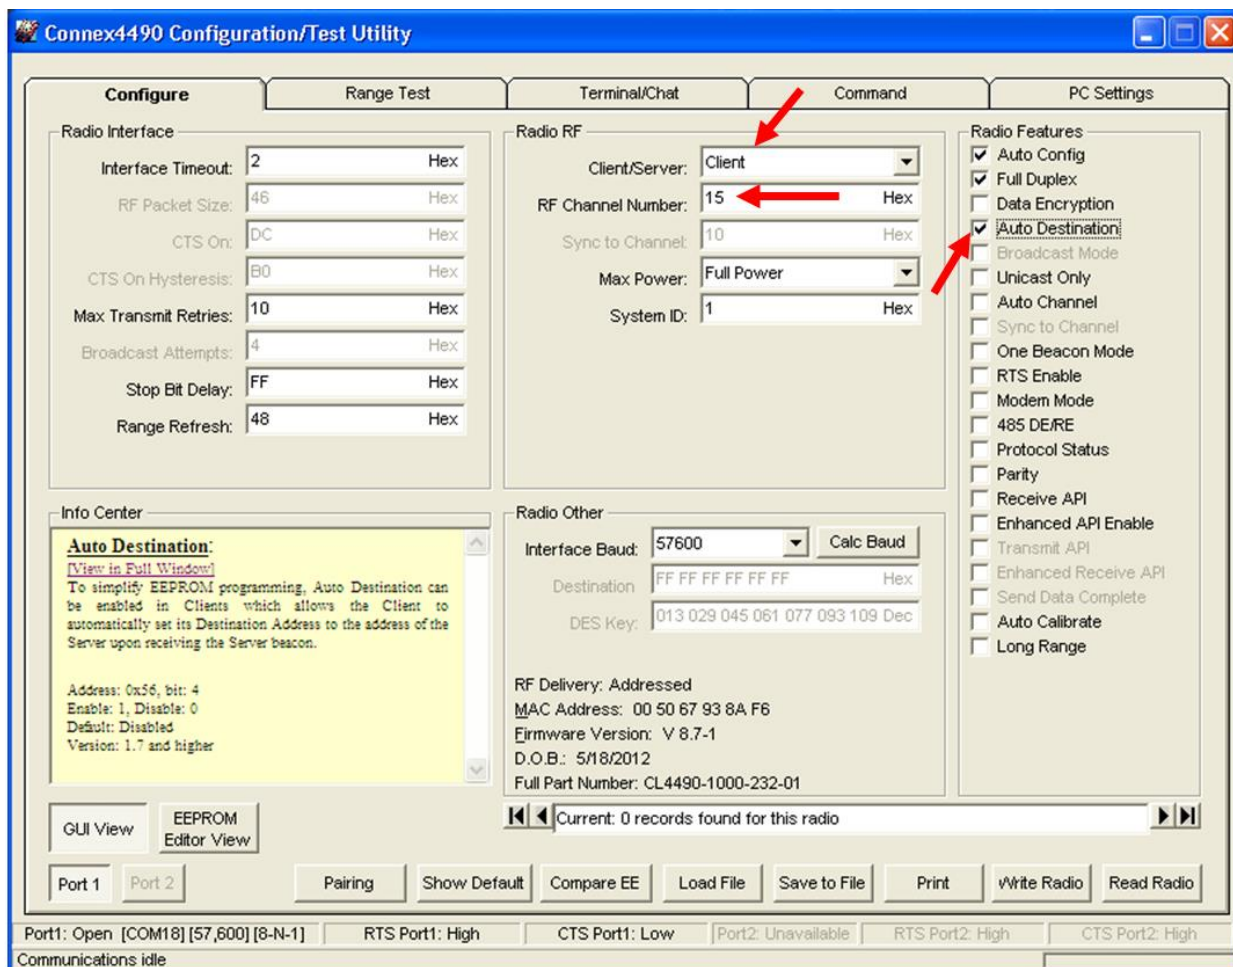 Connex4490 Configuration/Test Utility
Configure Range Test Terminal/Chat Command PC Settings
Radio Interface
Interface Timeout: 2 Hex
RF Packet Size: 46 Hex
CTS On: DC Hex
CTS On Hysteresis: B0 Hex
Max Transmit Retries: 10 Hex
Broadcast Attempts: 4 Hex
Stop Bit Delay: FF Hex
Range Refresh: 48 Hex
Radio RF
Client/Server: Client
RF Channel Number: 15 Hex
Sync to Channel: 10 Hex
Max Power: Full Power
System ID: 1 Hex
Radio Features
Auto Config
Full Duplex
Data Encryption
Auto Destination
Broadcast Mode
Unicast Only
Auto Channel
Sync to Channel
One Beacon Mode
RTS Enable
Modem Mode
485 DE/RE
Protocol Status
Parity
Receive API
Enhanced API Enable
Transmit API
Enhanced Receive API
Send Data Complete
Auto Calibrate
Long Range
Info Center
Auto Destination:
[View in Full Window]
To simplify EEPROM programming, Auto Destination can
be enabled in Clients which allows the Client to
automatically set its Destination Address to the address of the
Server upon receiving the Server beacon.
Address: 0x56, bit: 4
Enable: 1, Disable: 0
Default: Disabled
Version: 1.7 and higher
Radio Other
Interface Baud: 57600 Calc Baud
Destination FF FF FF FF FF FF Hex
DES Key: 013 029 045 061 077 093 109 Dec
RF Delivery: Addressed
MAC Address: 00 50 67 93 8A F6
Firmware Version: V 8.7-1
D.O.B.: 5/18/2012
Full Part Number: CL4490-1000-232-01
Current: 0 records found for this radio
GUI View
EEPROM
Editor View
Port 1 Port 2 Pairing Show Default Compare EE Load File Save to File Print Write Radio Read Radio
Port1: Open [COM18] [57,600] [8-N-1] RTS Port1: High CTS Port1: Low Port2: Unavailable RTS Port2: High CTS Port2: High
Communications idle